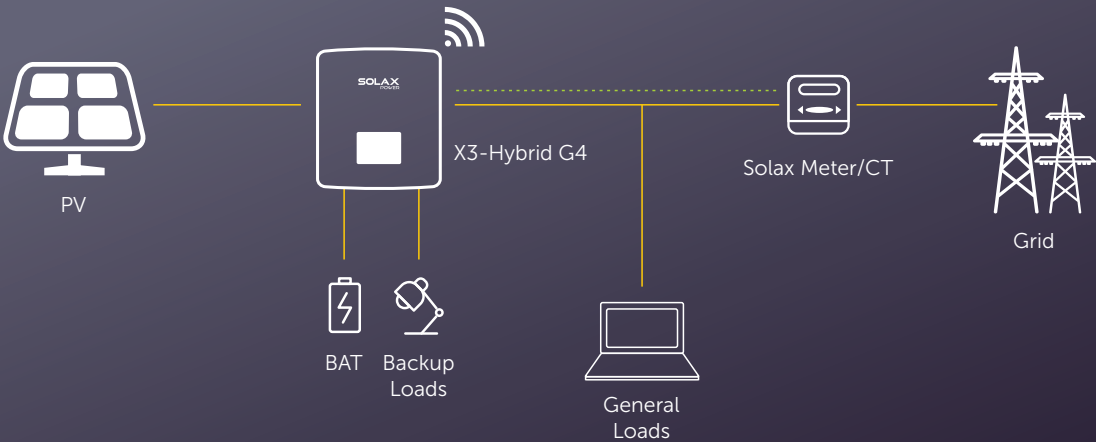 SOLAX
POWER
X3-Hybrid G4
Solax Meter/CT
PV
Grid
BAT
Backup
Loads
General
Loads